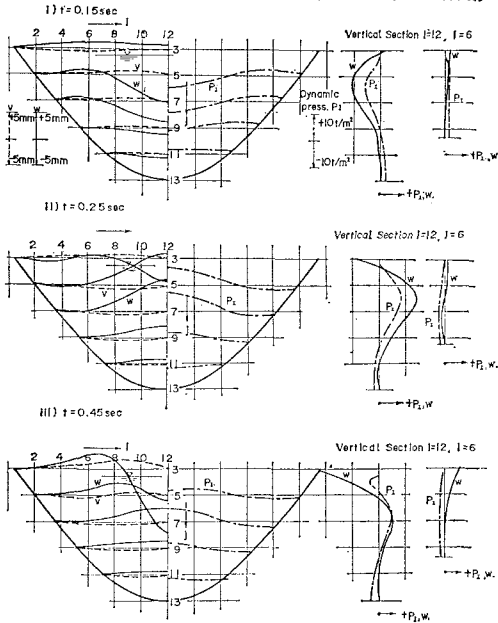 I) t=0.15sec
I
2 4 6 8 10 12
Vertical Section I=12, I=6
3
5
7
9
11
13
V
W
P₁
V W
+5mm +5mm
-5mm -5mm
Dynamic
press. P₁
+10t/m²
-10t/m²
W
P₁
+P₁, W.
W
P₁
+P₁, W
II) t=0.25sec
2 4 6 8 10 12
Vertical Section I=12, I=6
3
5
7
9
11
13
V
W
P₁
W
P₁
+P₁, W
W
P₁
+P₁, W.
III) t=0.45sec
I
2 4 6 8 10 12
Vertical Section I=12, I=6
3
5
7
9
11
13
W
V
P₁
W
P₁
+P₁, W.
P₁
W
+P₁, W.